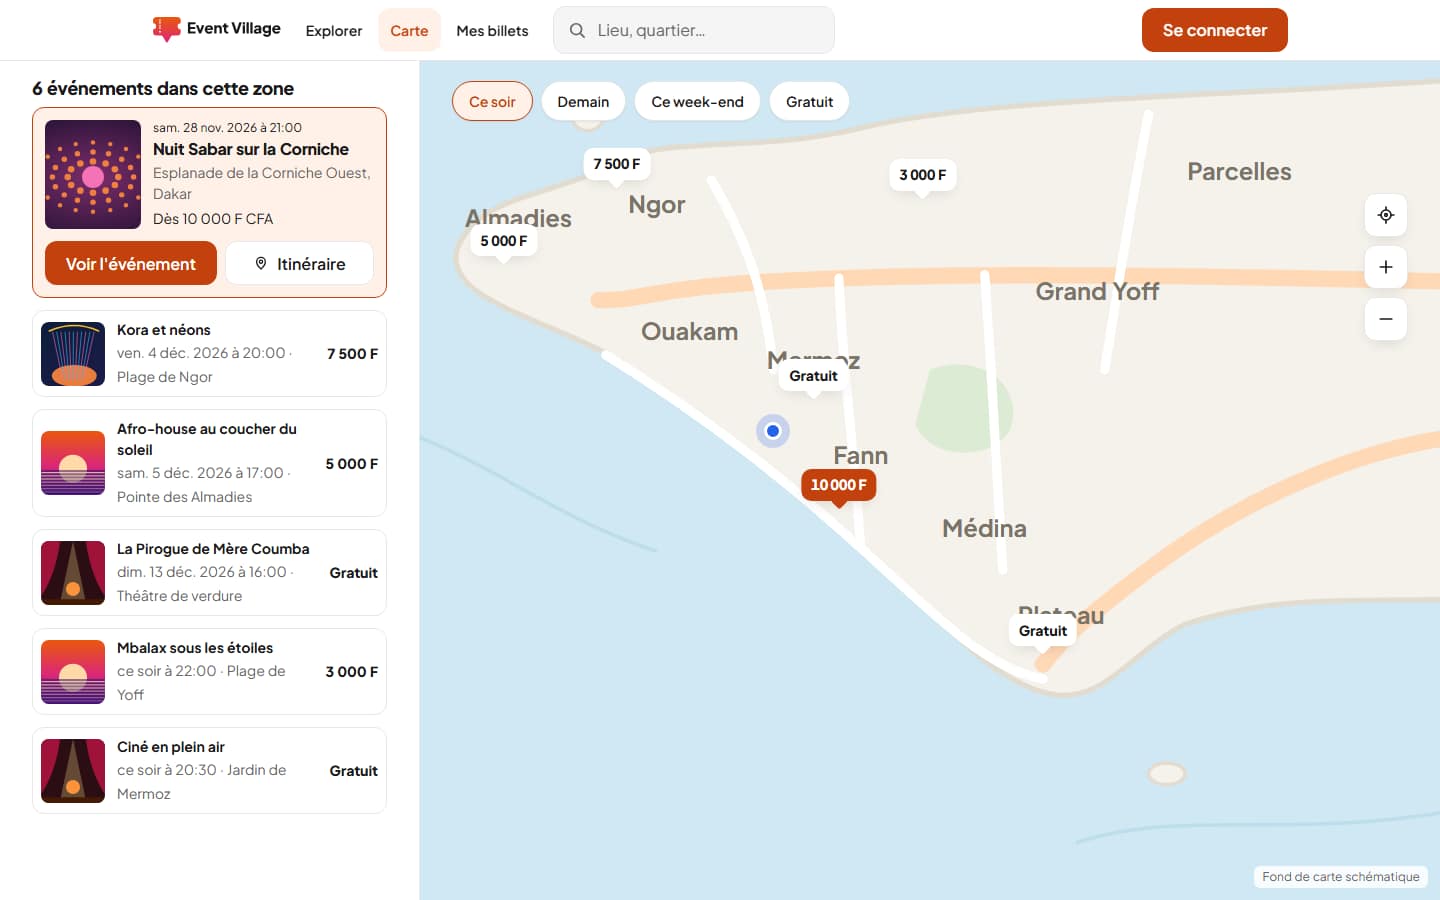 Event Village
Explorer
Carte
Mes billets
Lieu, quartier...
Se connecter
6 événements dans cette zone
sam. 28 nov. 2026 à 21:00
Nuit Sabar sur la Corniche
Esplanade de la Corniche Ouest,
Dakar
Dès 10 000 F CFA
Voir l'événement
Itinéraire
Kora et néons
ven. 4 déc. 2026 à 20:00 ·
Plage de Ngor
7 500 F
Afro-house au coucher du
soleil
sam. 5 déc. 2026 à 17:00 ·
Pointe des Almadies
5 000 F
La Pirogue de Mère Coumba
dim. 13 déc. 2026 à 16:00 ·
Théâtre de verdure
Gratuit
Mbalax sous les étoiles
ce soir à 22:00 · Plage de
Yoff
3 000 F
Ciné en plein air
ce soir à 20:30 · Jardin de
Mermoz
Gratuit
Ce soir
Demain
Ce week-end
Gratuit
7 500 F
3 000 F
Parcelles
Ngor
Almadies
5 000 F
Grand Yoff
Ouakam
Mermoz
Gratuit
Fann
10 000 F
Médina
Plateau
Gratuit
Fond de carte schématique